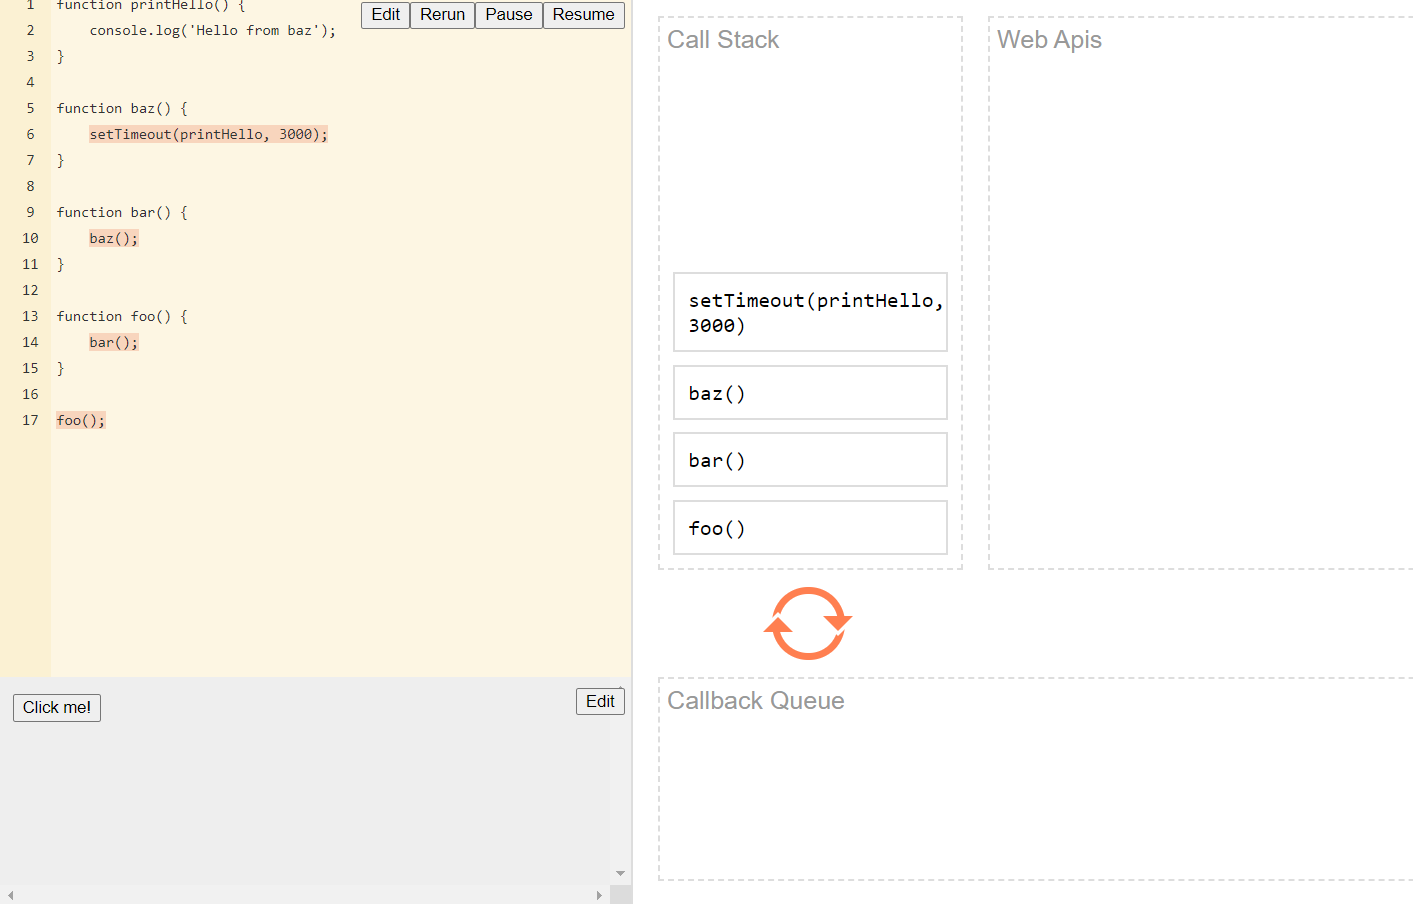 1 function printHello() {
2 console.log('Hello from baz');
3 }
4
5 function baz() {
6 setTimeout(printHello, 3000);
7 }
8
9 function bar() {
10 baz();
11 }
12
13 function foo() {
14 bar();
15 }
16
17 foo();
Edit Rerun Pause Resume
Click me!
Edit
Call Stack
setTimeout(printHello,
3000)
baz()
bar()
foo()
Web Apis
Callback Queue